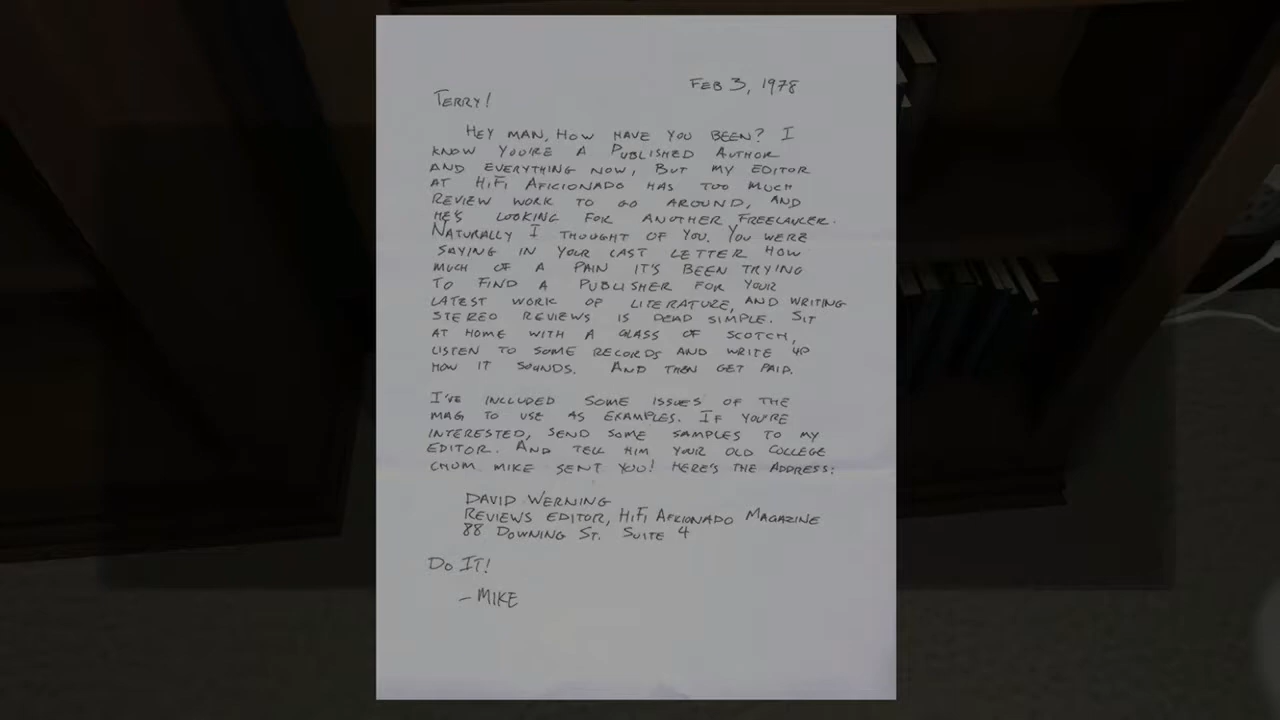 FEB 3, 1978
TERRY!
HEY MAN, HOW HAVE YOU BEEN? I
KNOW YOU'RE A PUBLISHED AUTHOR
AND EVERYTHING NOW, BUT MY EDITOR
AT HIFI AFICIONADO HAS TOO MUCH
REVIEW WORK TO GO AROUND, AND
HE'S LOOKING FOR ANOTHER FREELANCER.
NATURALLY I THOUGHT OF YOU. YOU WERE
SAYING IN YOUR LAST LETTER HOW
MUCH OF A PAIN IT'S BEEN TRYING
TO FIND A PUBLISHER FOR YOUR
LATEST WORK OF LITERATURE, AND WRITING
STEREO REVIEWS IS DEAD SIMPLE. SIT
AT HOME WITH A GLASS OF SCOTCH,
LISTEN TO SOME RECORDS AND WRITE UP
HOW IT SOUNDS. AND THEN GET PAID.
I'VE INCLUDED SOME ISSUES OF THE
MAG TO USE AS EXAMPLES. IF YOU'RE
INTERESTED, SEND SOME SAMPLES TO MY
EDITOR. AND TELL HIM YOUR OLD COLLEGE
CHUM MIKE SENT YOU! HERE'S THE ADDRESS:
DAVID WERNING
REVIEWS EDITOR, HIFI AFICIONADO MAGAZINE
88 DOWNING ST. SUITE 4
DO IT!
– MIKE